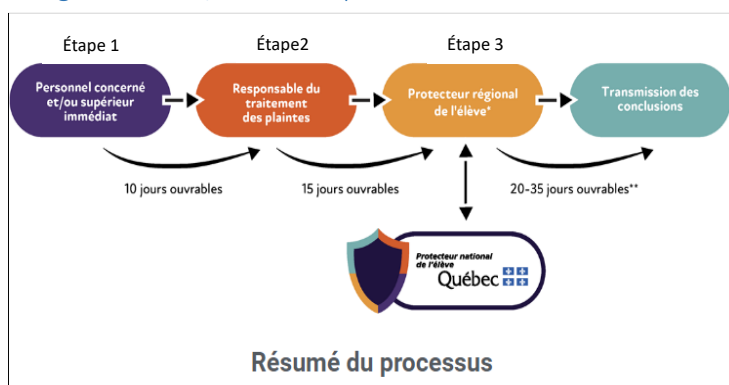 Étape 1
Étape2
Étape 3
Personnel concerné
et/ou supérieur
immédiat
Responsable du
traitement
des plaintes
Protecteur régional
de l'élève*
Transmission des
conclusions
10 jours ouvrables
15 jours ouvrables
20-35 jours ouvrables**
Protecteur national
de l'élève
Québec
Résumé du processus